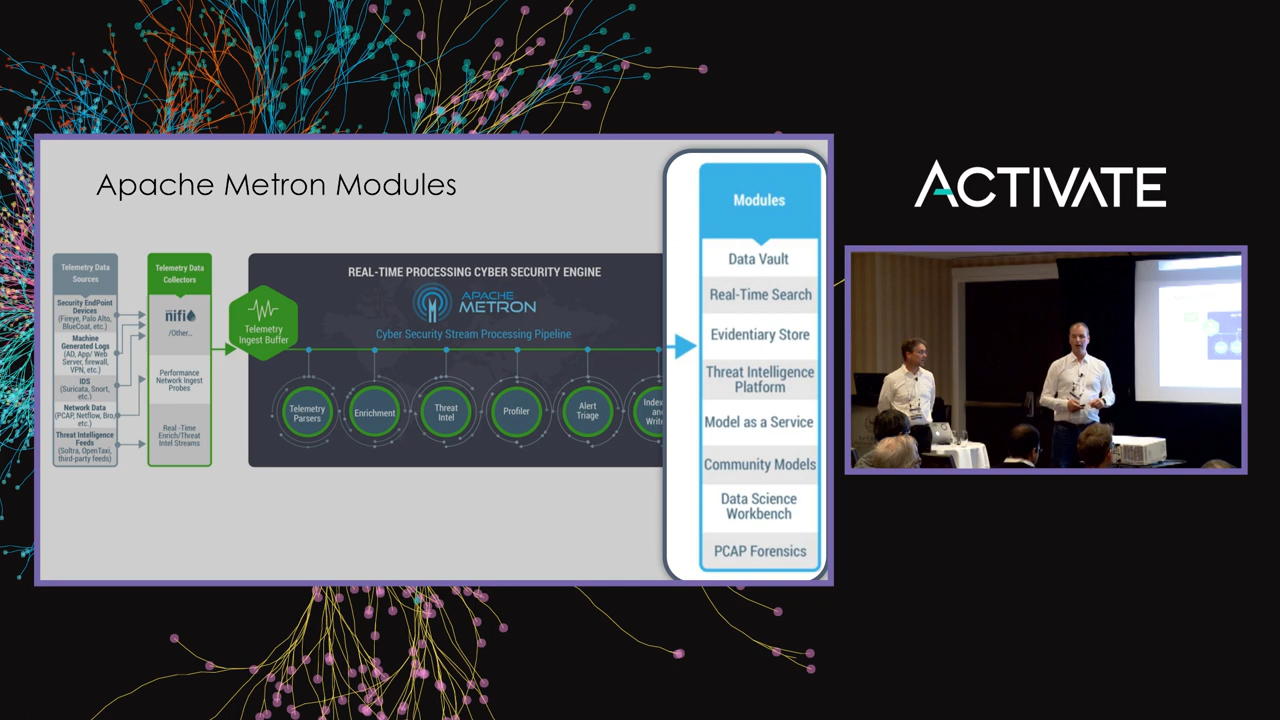 Apache Metron Modules
Telemetry Data
Sources
Security EndPoint
Devices
(Fireye, Palo Alto,
BlueCoat, etc.)
Machine
Generated Logs
(AD, App/ Web
Server, firewall,
VPN, etc.)
IDS
(Suricata, Snort,
etc.)
Network Data
(PCAP, Netflow, Bro,
etc.)
Threat Intelligence
Feeds
(Soltra, OpenTaxi,
third-party feeds)
Telemetry Data
Collectors
nifi
/Other...
Performance
Network Ingest
Probes
Real -Time
Enrich/Threat
Intel Streams
Telemetry
Ingest Buffer
REAL-TIME PROCESSING CYBER SECURITY ENGINE
APACHE
METRON
Cyber Security Stream Processing Pipeline
Telemetry
Parsers
Enrichment
Threat
Intel
Profiler
Alert
Triage
Index
and
Write
Modules
Data Vault
Real-Time Search
Evidentiary Store
Threat Intelligence
Platform
Model as a Service
Community Models
Data Science
Workbench
PCAP Forensics
ACTIVATE